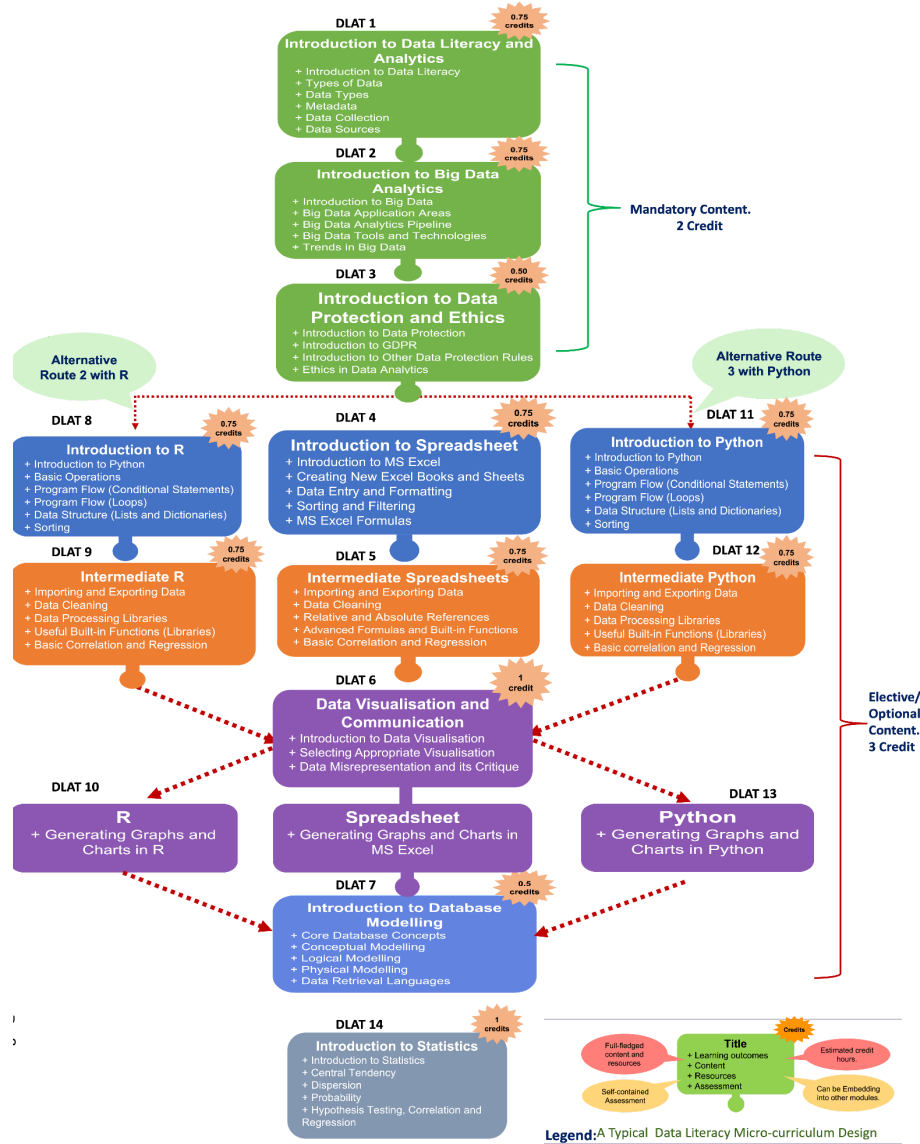 DLAT 1
0.75
credits
Introduction to Data Literacy and
Analytics
+ Introduction to Data Literacy
+ Types of Data
+ Data Types
+ Metadata
+ Data Collection
+ Data Sources
DLAT 2
0.75
credits
Introduction to Big Data
Analytics
+ Introduction to Big Data
+ Big Data Application Areas
+ Big Data Analytics Pipeline
+ Big Data Tools and Technologies
+ Trends in Big Data
Mandatory Content.
2 Credit
DLAT 3
0.50
credits
Introduction to Data
Protection and Ethics
+ Introduction to Data Protection
+ Introduction to GDPR
+ Introduction to Other Data Protection Rules
+ Ethics in Data Analytics
Alternative
Route 2 with R
Alternative Route
3 with Python
DLAT 8
0.75
credits
Introduction to R
+ Introduction to Python
+ Basic Operations
+ Program Flow (Conditional Statements)
+ Program Flow (Loops)
+ Data Structure (Lists and Dictionaries)
+ Sorting
DLAT 4
0.75
credits
Introduction to Spreadsheet
+ Introduction to MS Excel
+ Creating New Excel Books and Sheets
+ Data Entry and Formatting
+ Sorting and Filtering
+ MS Excel Formulas
DLAT 11
0.75
credits
Introduction to Python
+ Introduction to Python
+ Basic Operations
+ Program Flow (Conditional Statements)
+ Program Flow (Loops)
+ Data Structure (Lists and Dictionaries)
+ Sorting
DLAT 9
0.75
credits
Intermediate R
+ Importing and Exporting Data
+ Data Cleaning
+ Data Processing Libraries
+ Useful Built-in Functions (Libraries)
+ Basic Correlation and Regression
DLAT 5
0.75
credits
Intermediate Spreadsheets
+ Importing and Exporting Data
+ Data Cleaning
+ Relative and Absolute References
+ Advanced Formulas and Built-in Functions
+ Basic Correlation and Regression
DLAT 12
0.75
credits
Intermediate Python
+ Importing and Exporting Data
+ Data Cleaning
+ Data Processing Libraries
+ Useful Built-in Functions (Libraries)
+ Basic correlation and Regression
Elective/
Optional
Content.
3 Credit
DLAT 6
1
credit
Data Visualisation and
Communication
+ Introduction to Data Visualisation
+ Selecting Appropriate Visualisation
+ Data Misrepresentation and its Critique
DLAT 10
R
+ Generating Graphs and
Charts in R
Spreadsheet
+ Generating Graphs and Charts in
MS Excel
DLAT 13
Python
+ Generating Graphs and
Charts in Python
DLAT 7
0.5
credits
Introduction to Database
Modelling
+ Core Database Concepts
+ Conceptual Modelling
+ Logical Modelling
+ Physical Modelling
+ Data Retrieval Languages
DLAT 14
1
credits
Introduction to Statistics
+ Introduction to Statistics
+ Central Tendency
+ Dispersion
+ Probability
+ Hypothesis Testing, Correlation and
Regression
Full-fledged
content and
resources
Self-contained
Assessment
Credits
Title
+ Learning outcomes
+ Content
+ Resources
+ Assessment
Estimated credit
hours.
Can be Embedding
into other modules.
Legend: A Typical Data Literacy Micro-curriculum Design